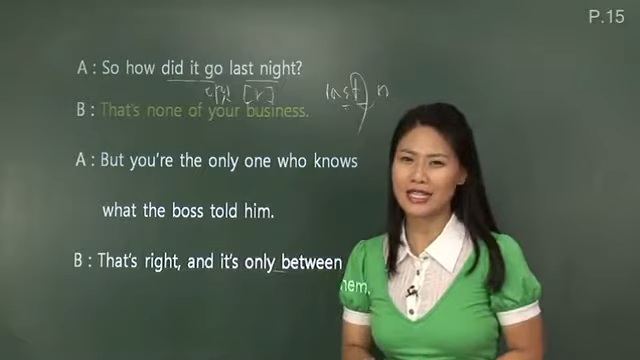 P.15
A : So how did it go last night?
last n
B : That's none of your business.
A : But you're the only one who knows
what the boss told him.
B : That's right, and it's only between
hem.